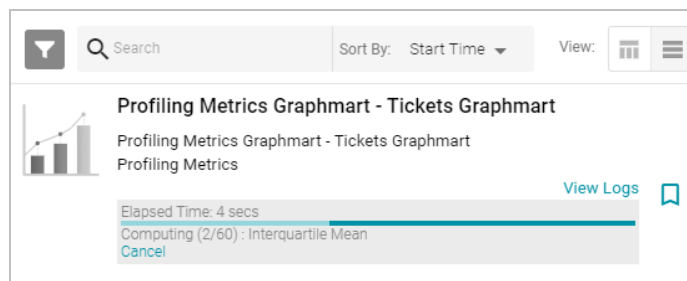 Search
Sort By: Start Time
View:
Profiling Metrics Graphmart - Tickets Graphmart
Profiling Metrics Graphmart - Tickets Graphmart
Profiling Metrics
View Logs
Elapsed Time: 4 secs
Computing (2/60) : Interquartile Mean
Cancel